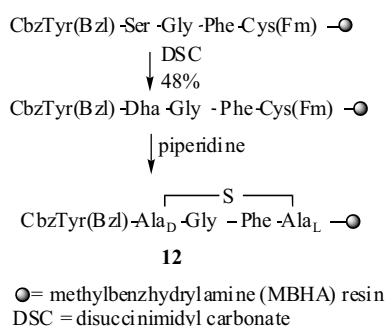 CbzTyr(Bzl) -Ser -Gly -Phe-Cys(Fm) –
DSC
48%
CbzTyr(Bzl) -Dha -Gly -Phe-Cys(Fm) –
piperidine
S
CbzTyr(Bzl)-AlaD-Gly –Phe-AlaL–
12
= methylbenzhydrylamine (MBHA) resin
DSC = disuccinimidyl carbonate